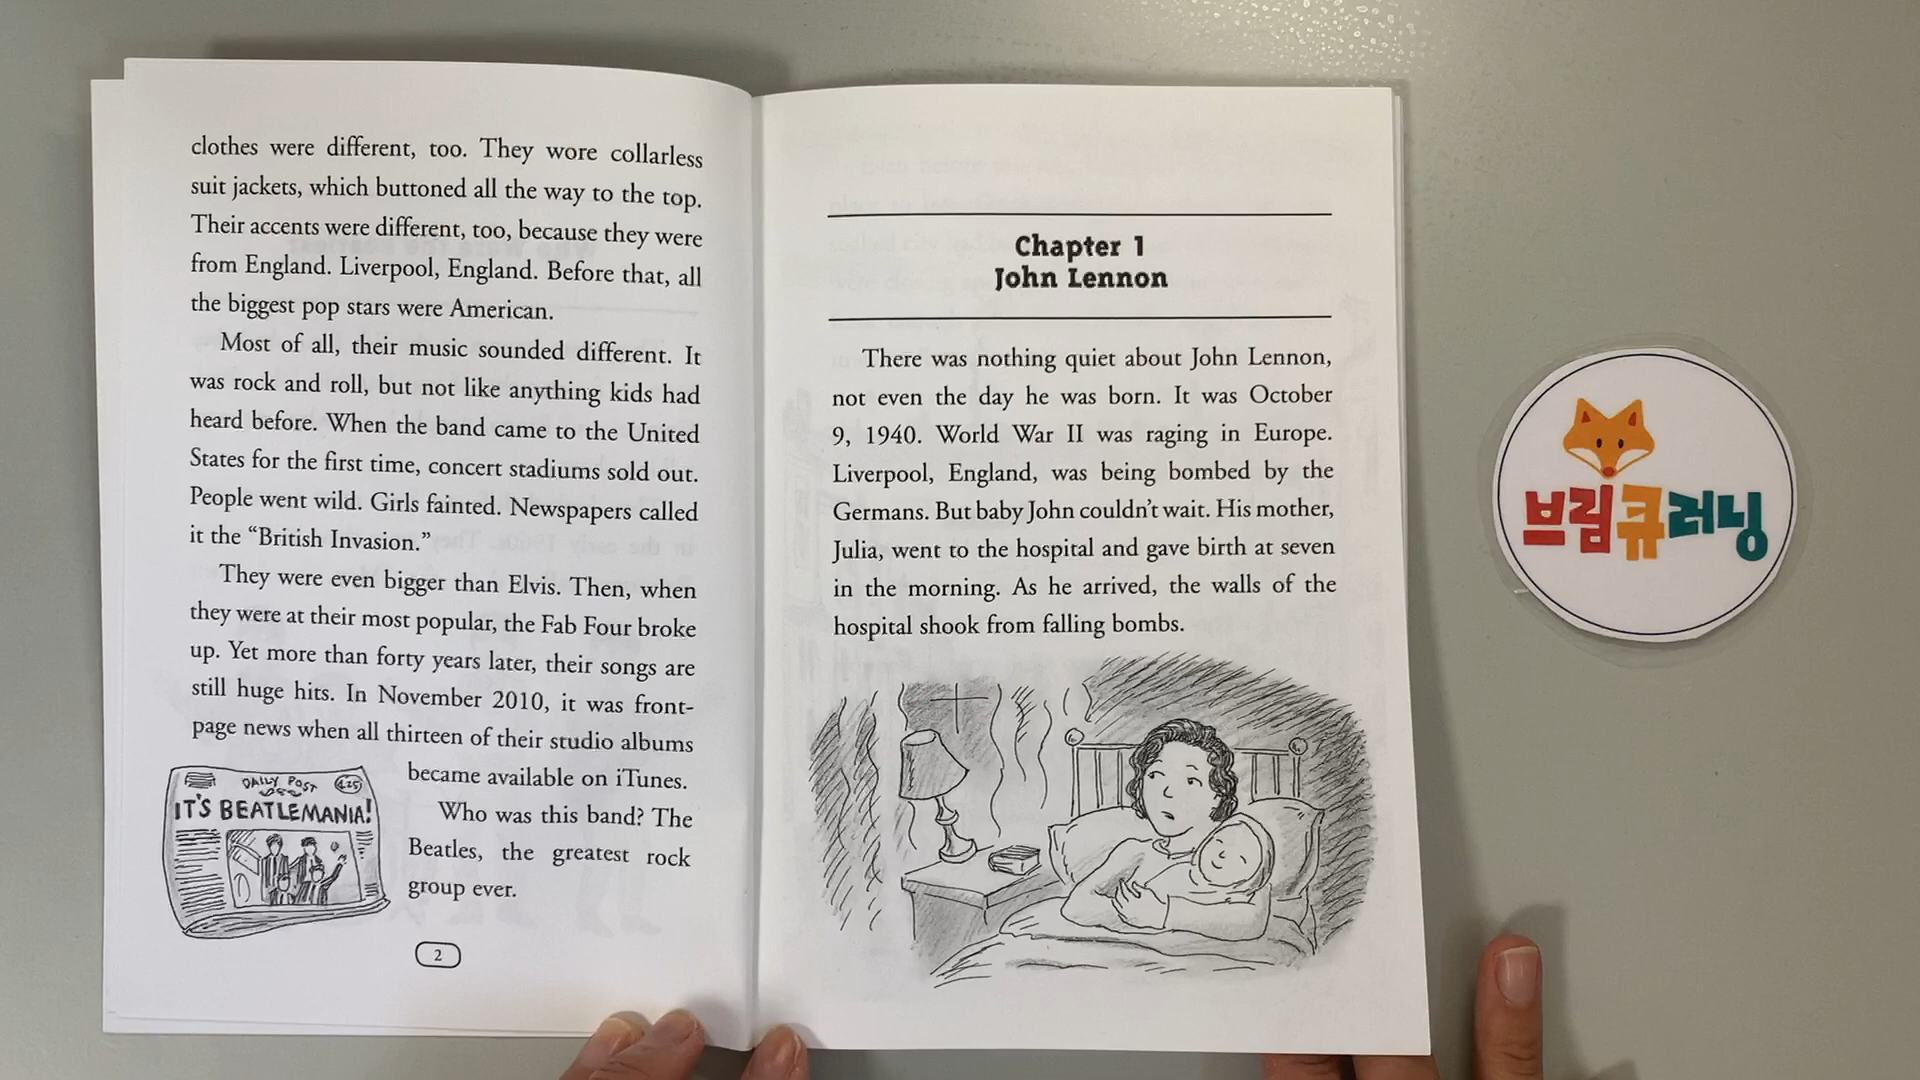 clothes were different, too. They wore collarless
suit jackets, which buttoned all the way to the top.
Their accents were different, too, because they were
from England. Liverpool, England. Before that, all
the biggest pop stars were American.
Most of all, their music sounded different. It
was rock and roll, but not like anything kids had
heard before. When the band came to the United
States for the first time, concert stadiums sold out.
People went wild. Girls fainted. Newspapers called
it the “British Invasion.”
They were even bigger than Elvis. Then, when
they were at their most popular, the Fab Four broke
up. Yet more than forty years later, their songs are
still huge hits. In November 2010, it was front-
page news when all thirteen of their studio albums
became available on iTunes.
Who was this band? The
Beatles, the greatest rock
group ever.
DAILY POST
IT'S BEATLEMANIA!
2
Chapter 1
John Lennon
There was nothing quiet about John Lennon,
not even the day he was born. It was October
9, 1940. World War II was raging in Europe.
Liverpool, England, was being bombed by the
Germans. But baby John couldn’t wait. His mother,
Julia, went to the hospital and gave birth at seven
in the morning. As he arrived, the walls of the
hospital shook from falling bombs.
브림큐러닝